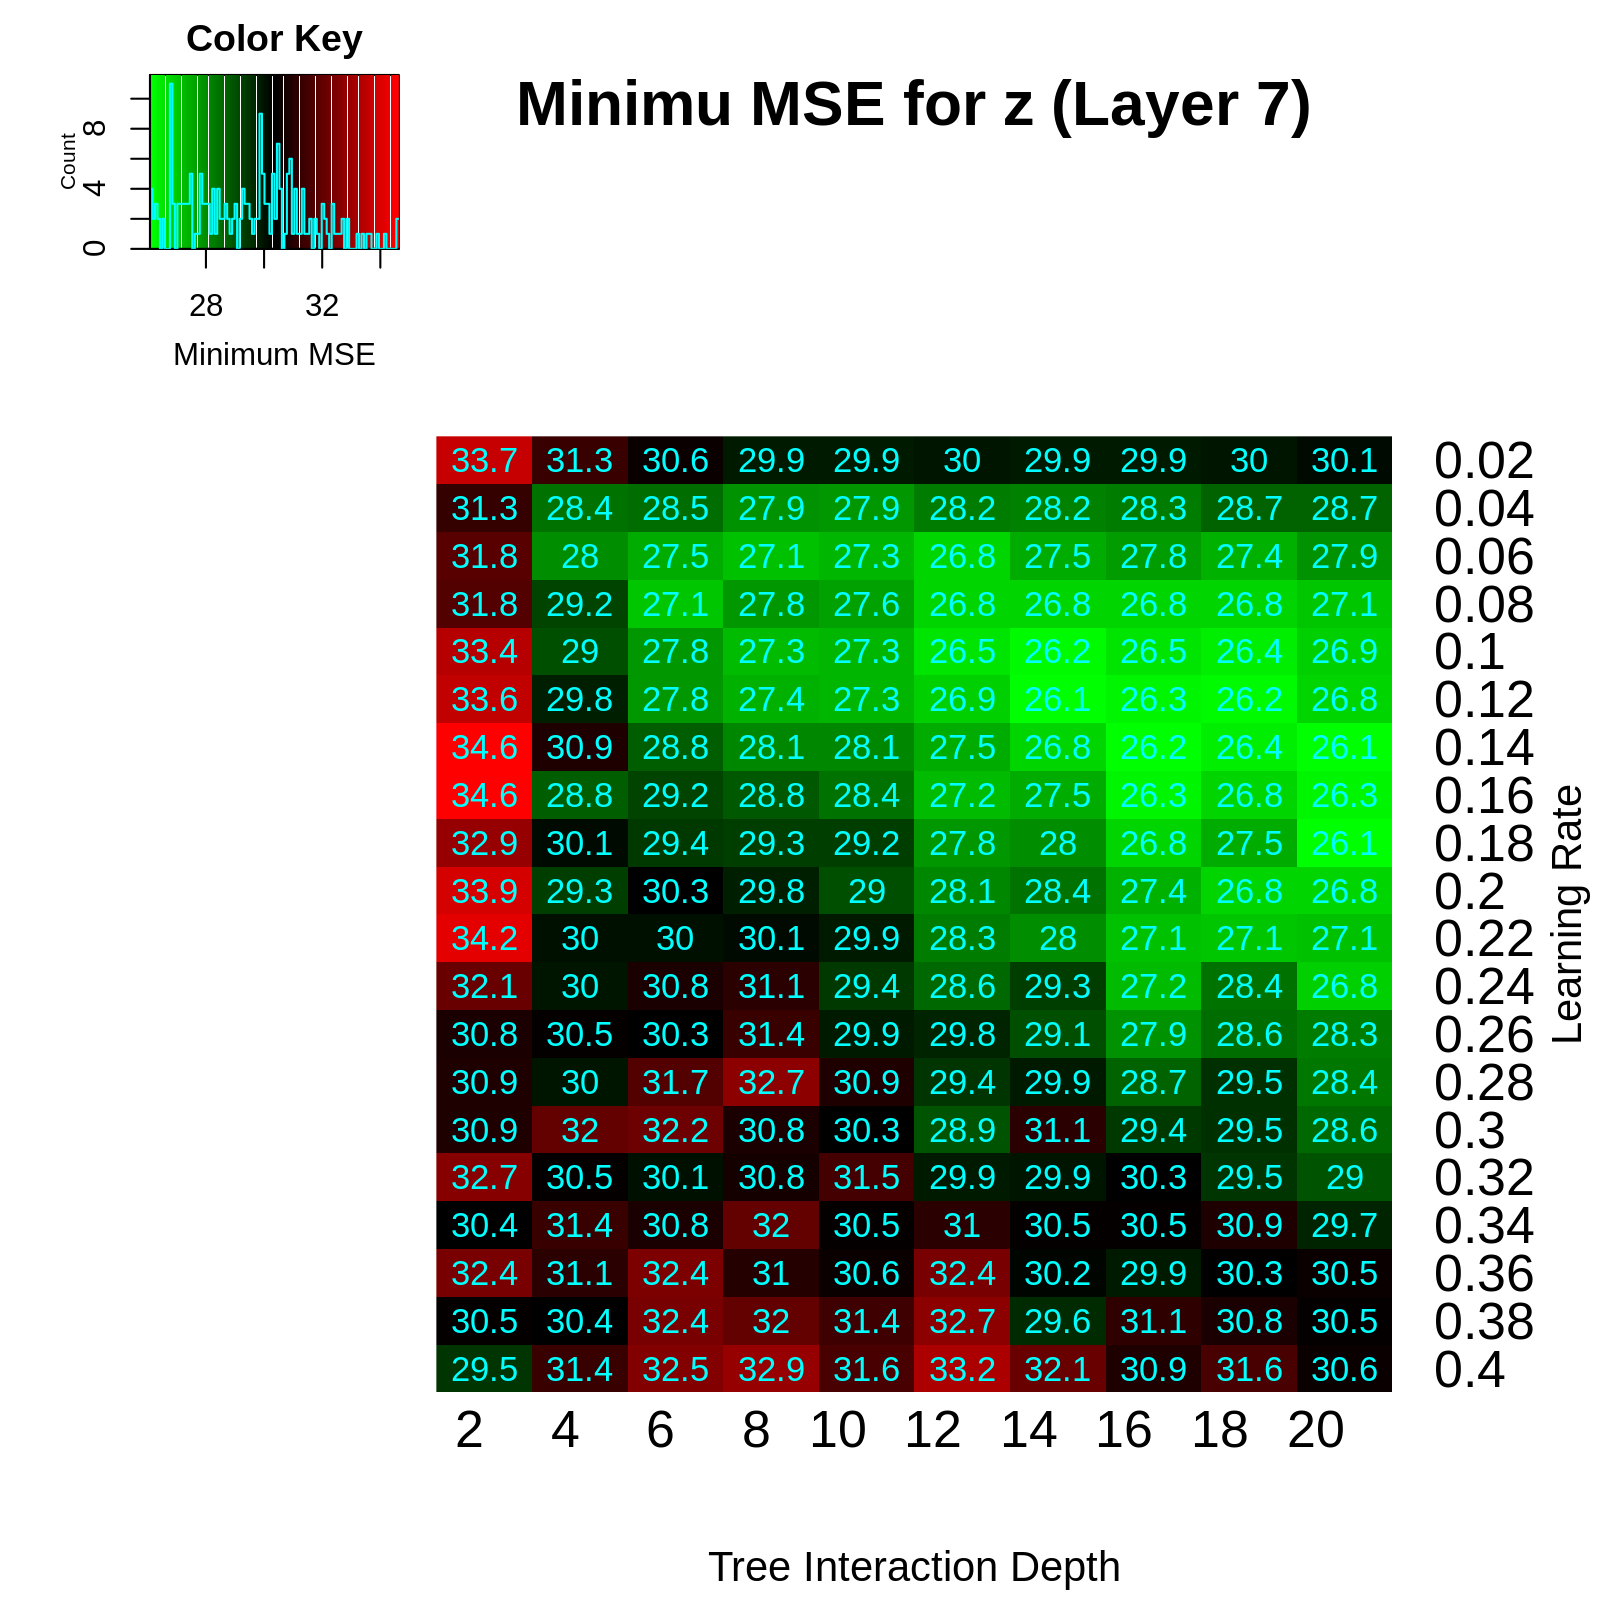 Color Key
Minimu MSE for z (Layer 7)
Count
0 4 8
28 32
Minimum MSE
33.7 31.3 30.6 29.9 29.9 30 29.9 29.9 30 30.1 0.02
31.3 28.4 28.5 27.9 27.9 28.2 28.2 28.3 28.7 28.7 0.04
31.8 28 27.5 27.1 27.3 26.8 27.5 27.8 27.4 27.9 0.06
31.8 29.2 27.1 27.8 27.6 26.8 26.8 26.8 26.8 27.1 0.08
33.4 29 27.8 27.3 27.3 26.5 26.2 26.5 26.4 26.9 0.1
33.6 29.8 27.8 27.4 27.3 26.9 26.1 26.3 26.2 26.8 0.12
34.6 30.9 28.8 28.1 28.1 27.5 26.8 26.2 26.4 26.1 0.14
34.6 28.8 29.2 28.8 28.4 27.2 27.5 26.3 26.8 26.3 0.16
32.9 30.1 29.4 29.3 29.2 27.8 28 26.8 27.5 26.1 0.18
33.9 29.3 30.3 29.8 29 28.1 28.4 27.4 26.8 26.8 0.2
34.2 30 30 30.1 29.9 28.3 28 27.1 27.1 27.1 0.22
32.1 30 30.8 31.1 29.4 28.6 29.3 27.2 28.4 26.8 0.24
30.8 30.5 30.3 31.4 29.9 29.8 29.1 27.9 28.6 28.3 0.26
30.9 30 31.7 32.7 30.9 29.4 29.9 28.7 29.5 28.4 0.28
30.9 32 32.2 30.8 30.3 28.9 31.1 29.4 29.5 28.6 0.3
32.7 30.5 30.1 30.8 31.5 29.9 29.9 30.3 29.5 29 0.32
30.4 31.4 30.8 32 30.5 31 30.5 30.5 30.9 29.7 0.34
32.4 31.1 32.4 31 30.6 32.4 30.2 29.9 30.3 30.5 0.36
30.5 30.4 32.4 32 31.4 32.7 29.6 31.1 30.8 30.5 0.38
29.5 31.4 32.5 32.9 31.6 33.2 32.1 30.9 31.6 30.6 0.4
Learning Rate
2 4 6 8 10 12 14 16 18 20
Tree Interaction Depth